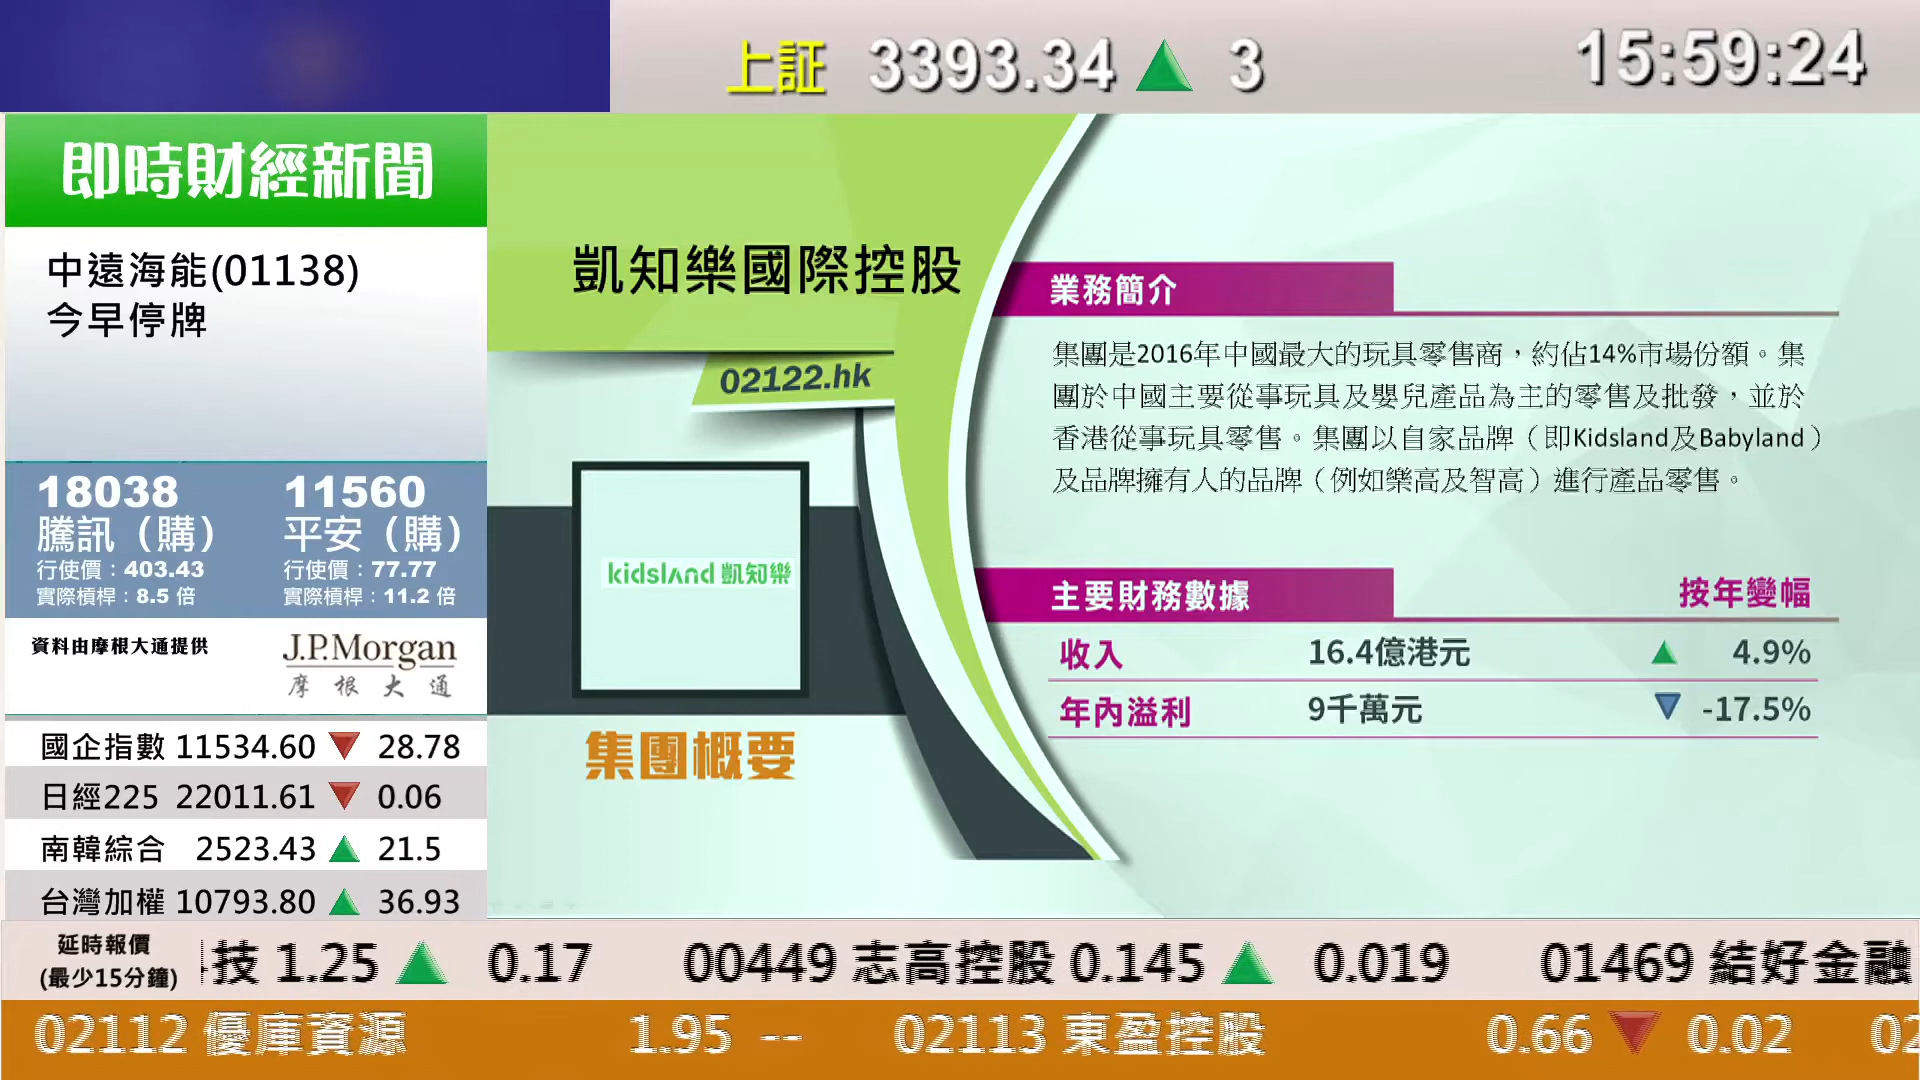 上証 3393.34 ▲ 3
15:59:24
即時財經新聞
中遠海能(01138)
今早停牌
18038
騰訊（購）
行使價：403.43
實際槓桿：8.5 倍
11560
平安（購）
行使價：77.77
實際槓桿：11.2 倍
資料由摩根大通提供
J.P.Morgan
摩根大通
國企指數 11534.60 ▼ 28.78
日經225 22011.61 ▼ 0.06
南韓綜合 2523.43 ▲ 21.5
台灣加權 10793.80 ▲ 36.93
凱知樂國際控股
02122.hk
kidsland 凱知樂
集團概要
業務簡介
集團是2016年中國最大的玩具零售商，約佔14%市場份額。集
團於中國主要從事玩具及嬰兒產品為主的零售及批發，並於
香港從事玩具零售。集團以自家品牌（即Kidsland及Babyland）
及品牌擁有人的品牌（例如樂高及智高）進行產品零售。
主要財務數據 按年變幅
收入 16.4億港元 ▲ 4.9%
年內溢利 9千萬元 ▼ -17.5%
延時報價
(最少15分鐘)
技 1.25 ▲ 0.17 00449 志高控股 0.145 ▲ 0.019 01469 結好金融
02112 優庫資源 1.95 -- 02113 東盈控股 0.66 ▼ 0.02 02